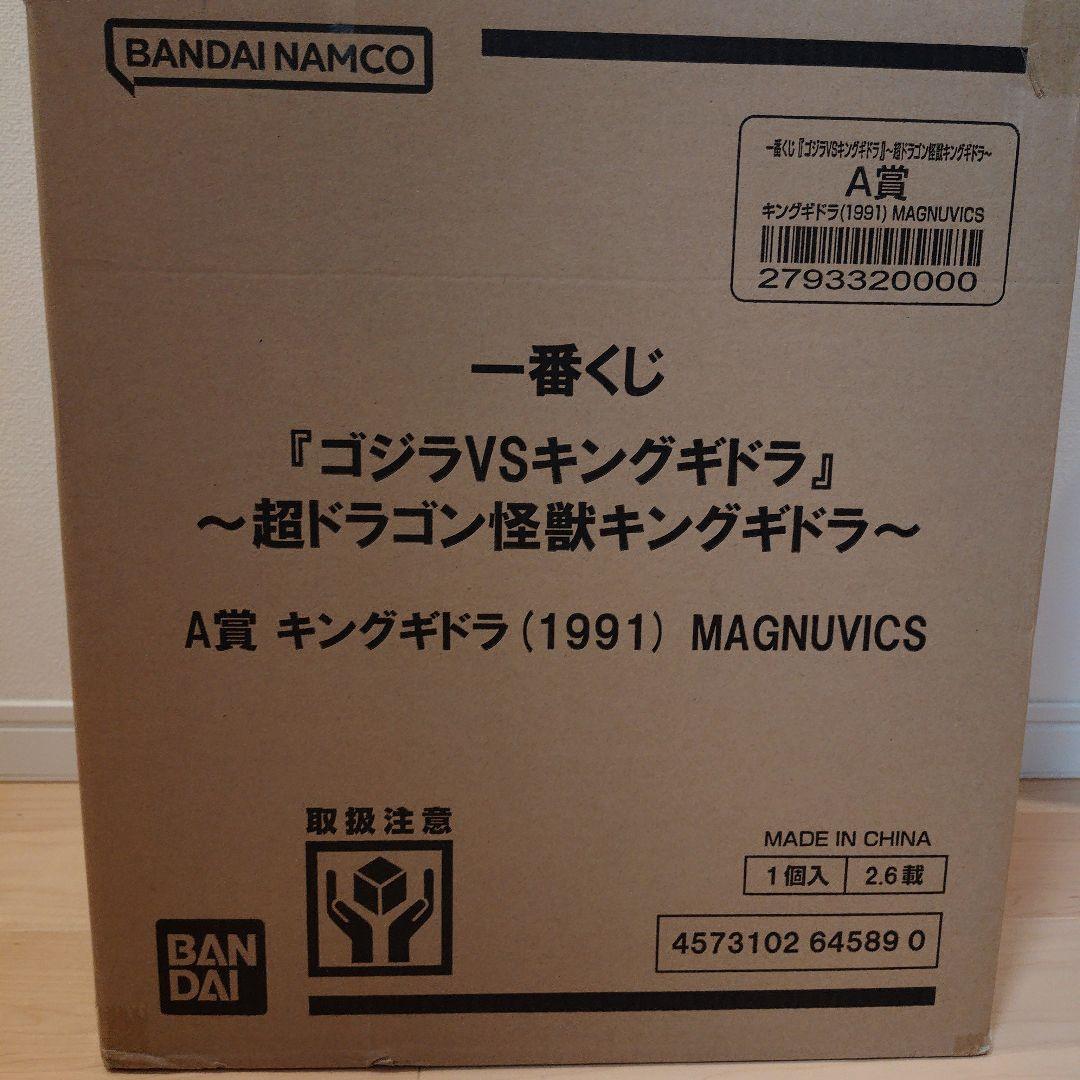 BANDAI NAMCO
一番くじ『ゴジラVSキングギドラ』～超ドラゴン怪獣キングギドラ～
A賞
キングギドラ(1991) MAGNUVICS
2793320000
一番くじ
『ゴジラVSキングギドラ』
～超ドラゴン怪獣キングギドラ～
A賞 キングギドラ(1991) MAGNUVICS
取扱注意
MADE IN CHINA
1個入 2.6載
4573102 64589 0
BAN
DAI